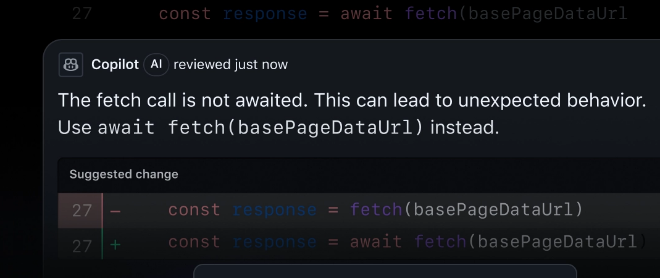 27 const response = await fetch(basePageDataUrl
Copilot AI reviewed just now
The fetch call is not awaited. This can lead to unexpected behavior.
Use await fetch(basePageDataUrl) instead.
Suggested change
27 - const response = fetch(basePageDataUrl)
27 + const response = await fetch(basePageDataUrl)